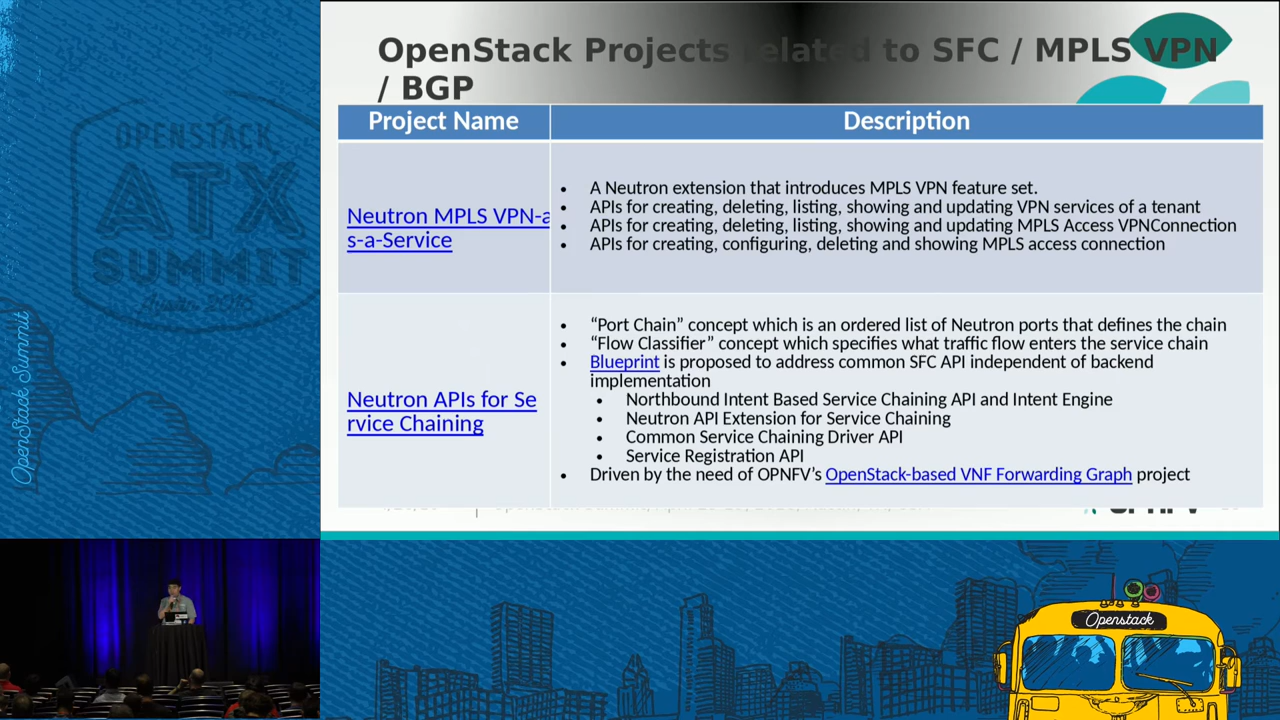 OPENSTACK
ATX
SUMMIT
Austin 2016
OpenStack Summit
OpenStack Projects related to SFC / MPLS VPN
/ BGP
Project Name
Description
Neutron MPLS VPN-a
s-a-Service
• A Neutron extension that introduces MPLS VPN feature set.
• APIs for creating, deleting, listing, showing and updating VPN services of a tenant
• APIs for creating, deleting, listing, showing and updating MPLS Access VPNConnection
• APIs for creating, configuring, deleting and showing MPLS access connection
Neutron APIs for Se
rvice Chaining
• “Port Chain” concept which is an ordered list of Neutron ports that defines the chain
• “Flow Classifier” concept which specifies what traffic flow enters the service chain
• Blueprint is proposed to address common SFC API independent of backend
implementation
• Northbound Intent Based Service Chaining API and Intent Engine
• Neutron API Extension for Service Chaining
• Common Service Chaining Driver API
• Service Registration API
• Driven by the need of OPNFV’s OpenStack-based VNF Forwarding Graph project
Openstack